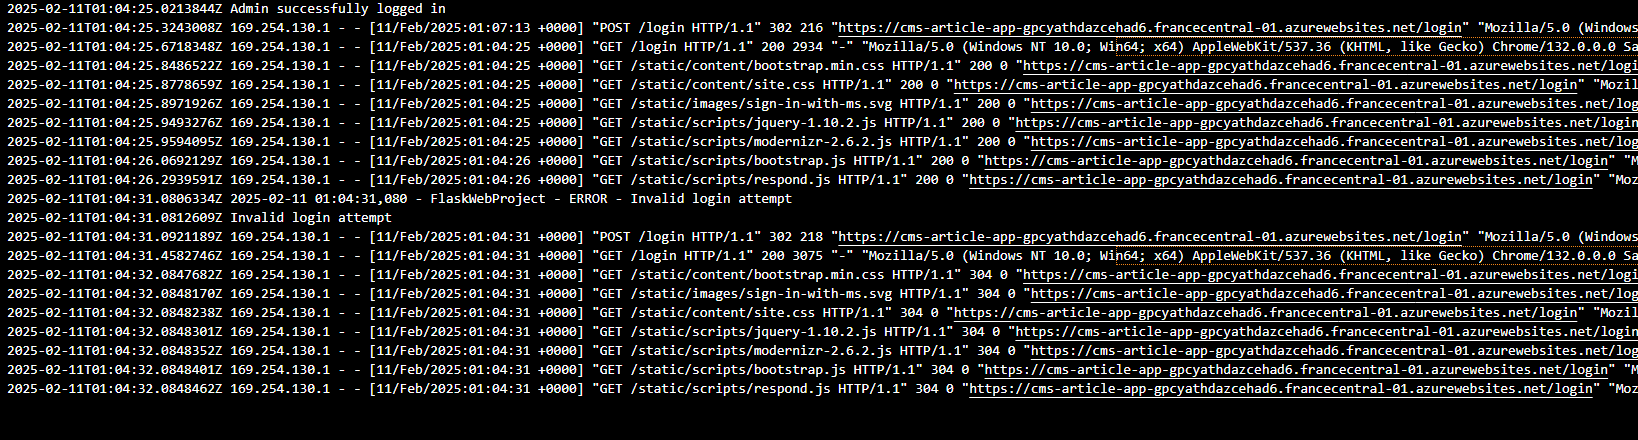 2025-02-11T01:04:25.0213844Z Admin successfully logged in
2025-02-11T01:04:25.3243008Z 169.254.130.1 - - [11/Feb/2025:01:07:13 +0000] "POST /login HTTP/1.1" 302 216 "https://cms-article-app-gpcyathdazcehad6.francecentral-01.azurewebsites.net/login" "Mozilla/5.0 (Windows
2025-02-11T01:04:25.6718348Z 169.254.130.1 - - [11/Feb/2025:01:04:25 +0000] "GET /login HTTP/1.1" 200 2934 "-" "Mozilla/5.0 (Windows NT 10.0; Win64; x64) AppleWebKit/537.36 (KHTML, like Gecko) Chrome/132.0.0.0 Sa
2025-02-11T01:04:25.8486522Z 169.254.130.1 - - [11/Feb/2025:01:04:25 +0000] "GET /static/content/bootstrap.min.css HTTP/1.1" 200 0 "https://cms-article-app-gpcyathdazcehad6.francecentral-01.azurewebsites.net/logi
2025-02-11T01:04:25.8778659Z 169.254.130.1 - - [11/Feb/2025:01:04:25 +0000] "GET /static/content/site.css HTTP/1.1" 200 0 "https://cms-article-app-gpcyathdazcehad6.francecentral-01.azurewebsites.net/login" "Mozil
2025-02-11T01:04:25.8971926Z 169.254.130.1 - - [11/Feb/2025:01:04:25 +0000] "GET /static/images/sign-in-with-ms.svg HTTP/1.1" 200 0 "https://cms-article-app-gpcyathdazcehad6.francecentral-01.azurewebsites.net/log
2025-02-11T01:04:25.9493276Z 169.254.130.1 - - [11/Feb/2025:01:04:25 +0000] "GET /static/scripts/jquery-1.10.2.js HTTP/1.1" 200 0 "https://cms-article-app-gpcyathdazcehad6.francecentral-01.azurewebsites.net/login
2025-02-11T01:04:25.9594095Z 169.254.130.1 - - [11/Feb/2025:01:04:25 +0000] "GET /static/scripts/modernizr-2.6.2.js HTTP/1.1" 200 0 "https://cms-article-app-gpcyathdazcehad6.francecentral-01.azurewebsites.net/log
2025-02-11T01:04:26.0692129Z 169.254.130.1 - - [11/Feb/2025:01:04:26 +0000] "GET /static/scripts/bootstrap.js HTTP/1.1" 200 0 "https://cms-article-app-gpcyathdazcehad6.francecentral-01.azurewebsites.net/login" "M
2025-02-11T01:04:26.2939591Z 169.254.130.1 - - [11/Feb/2025:01:04:26 +0000] "GET /static/scripts/respond.js HTTP/1.1" 200 0 "https://cms-article-app-gpcyathdazcehad6.francecentral-01.azurewebsites.net/login" "Moz
2025-02-11T01:04:31.0806334Z 2025-02-11 01:04:31,080 - FlaskWebProject - ERROR - Invalid login attempt
2025-02-11T01:04:31.0812609Z Invalid login attempt
2025-02-11T01:04:31.0921189Z 169.254.130.1 - - [11/Feb/2025:01:04:31 +0000] "POST /login HTTP/1.1" 302 218 "https://cms-article-app-gpcyathdazcehad6.francecentral-01.azurewebsites.net/login" "Mozilla/5.0 (Windows
2025-02-11T01:04:31.4582746Z 169.254.130.1 - - [11/Feb/2025:01:04:31 +0000] "GET /login HTTP/1.1" 200 3075 "-" "Mozilla/5.0 (Windows NT 10.0; Win64; x64) AppleWebKit/537.36 (KHTML, like Gecko) Chrome/132.0.0.0 Sa
2025-02-11T01:04:32.0847682Z 169.254.130.1 - - [11/Feb/2025:01:04:31 +0000] "GET /static/content/bootstrap.min.css HTTP/1.1" 304 0 "https://cms-article-app-gpcyathdazcehad6.francecentral-01.azurewebsites.net/logi
2025-02-11T01:04:32.0848170Z 169.254.130.1 - - [11/Feb/2025:01:04:31 +0000] "GET /static/images/sign-in-with-ms.svg HTTP/1.1" 304 0 "https://cms-article-app-gpcyathdazcehad6.francecentral-01.azurewebsites.net/log
2025-02-11T01:04:32.0848238Z 169.254.130.1 - - [11/Feb/2025:01:04:31 +0000] "GET /static/content/site.css HTTP/1.1" 304 0 "https://cms-article-app-gpcyathdazcehad6.francecentral-01.azurewebsites.net/login" "Mozil
2025-02-11T01:04:32.0848301Z 169.254.130.1 - - [11/Feb/2025:01:04:31 +0000] "GET /static/scripts/jquery-1.10.2.js HTTP/1.1" 304 0 "https://cms-article-app-gpcyathdazcehad6.francecentral-01.azurewebsites.net/login
2025-02-11T01:04:32.0848352Z 169.254.130.1 - - [11/Feb/2025:01:04:31 +0000] "GET /static/scripts/modernizr-2.6.2.js HTTP/1.1" 304 0 "https://cms-article-app-gpcyathdazcehad6.francecentral-01.azurewebsites.net/log
2025-02-11T01:04:32.0848401Z 169.254.130.1 - - [11/Feb/2025:01:04:31 +0000] "GET /static/scripts/bootstrap.js HTTP/1.1" 304 0 "https://cms-article-app-gpcyathdazcehad6.francecentral-01.azurewebsites.net/login" "M
2025-02-11T01:04:32.0848462Z 169.254.130.1 - - [11/Feb/2025:01:04:31 +0000] "GET /static/scripts/respond.js HTTP/1.1" 304 0 "https://cms-article-app-gpcyathdazcehad6.francecentral-01.azurewebsites.net/login" "Moz